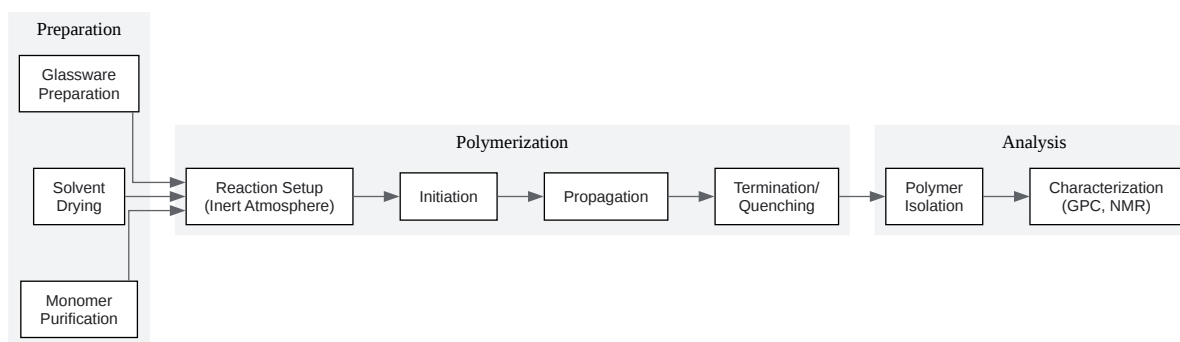 Preparation
Glassware
Preparation
Solvent
Drying
Monomer
Purification
Polymerization
Reaction Setup
(Inert Atmosphere)
Initiation
Propagation
Termination/
Quenching
Analysis
Polymer
Isolation
Characterization
(GPC, NMR)